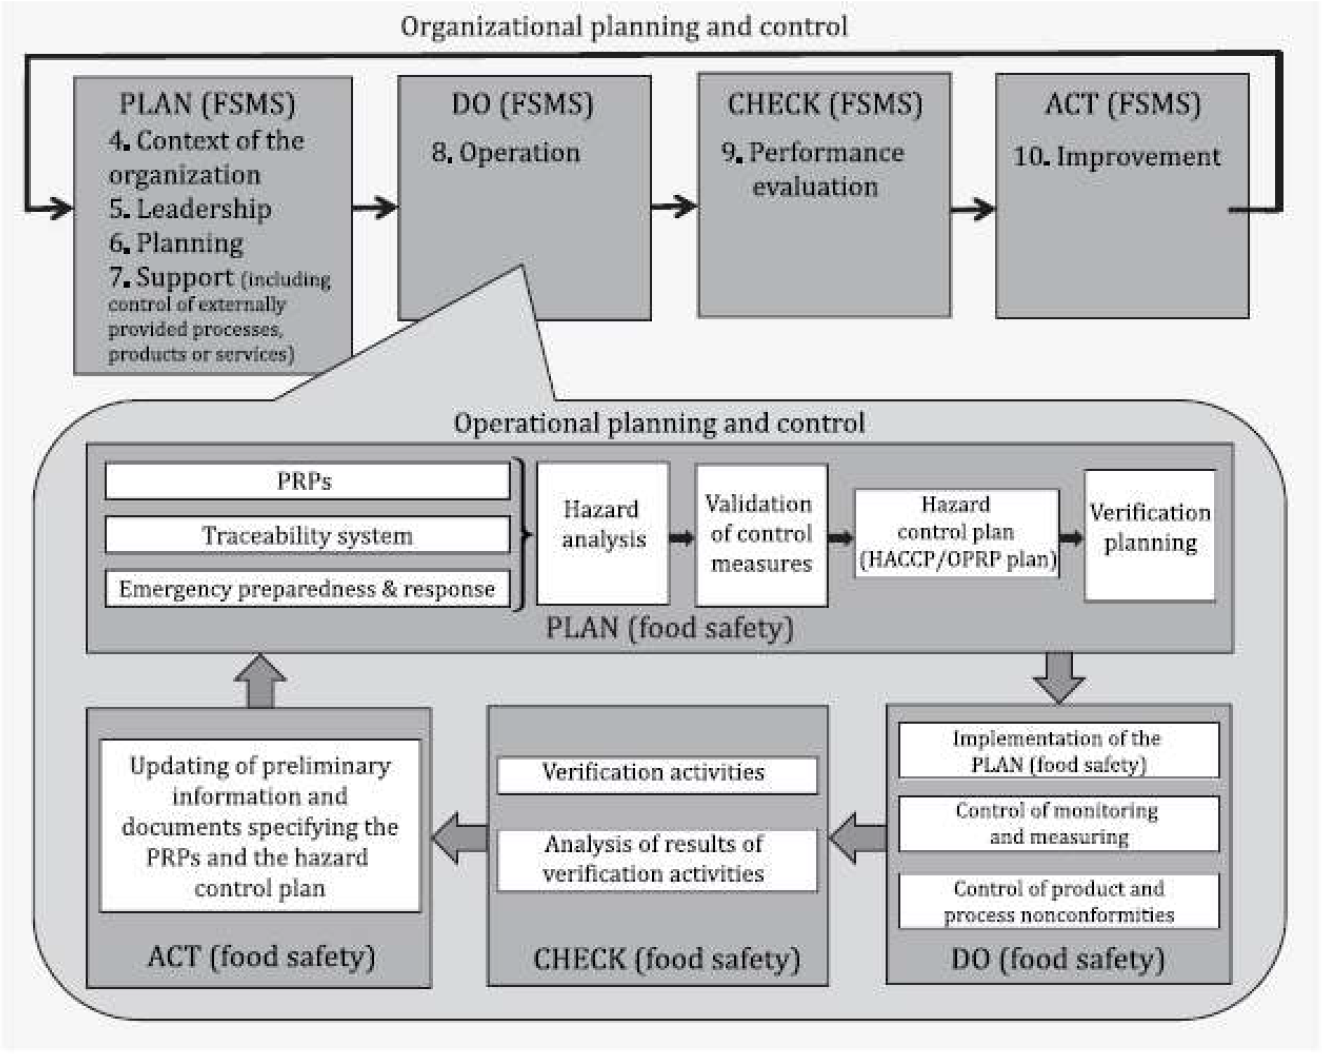 Organizational planning and control
PLAN (FSMS)
4. Context of the
organization
5. Leadership
6. Planning
7. Support (including
control of externally
provided processes,
products or services)
DO (FSMS)
8. Operation
CHECK (FSMS)
9. Performance
evaluation
ACT (FSMS)
10. Improvement
Operational planning and control
PRPs
Traceability system
Emergency preparedness & response
Hazard
analysis
Validation
of control
measures
Hazard
control plan
(HACCP/OPRP plan)
Verification
planning
PLAN (food safety)
Implementation of the
PLAN (food safety)
Control of monitoring
and measuring
Control of product and
process nonconformities
DO (food safety)
Verification activities
Analysis of results of
verification activities
CHECK (food safety)
Updating of preliminary
information and
documents specifying the
PRPs and the hazard
control plan
ACT (food safety)